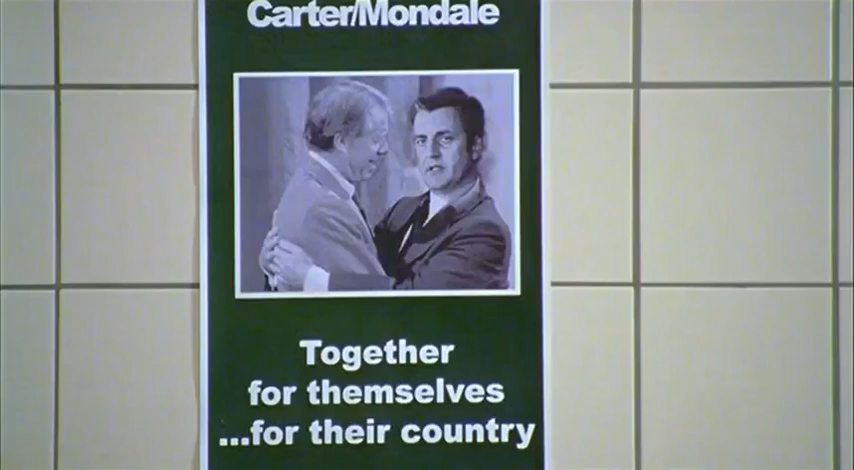 Carter/Mondale
Together
for themselves
...for their country